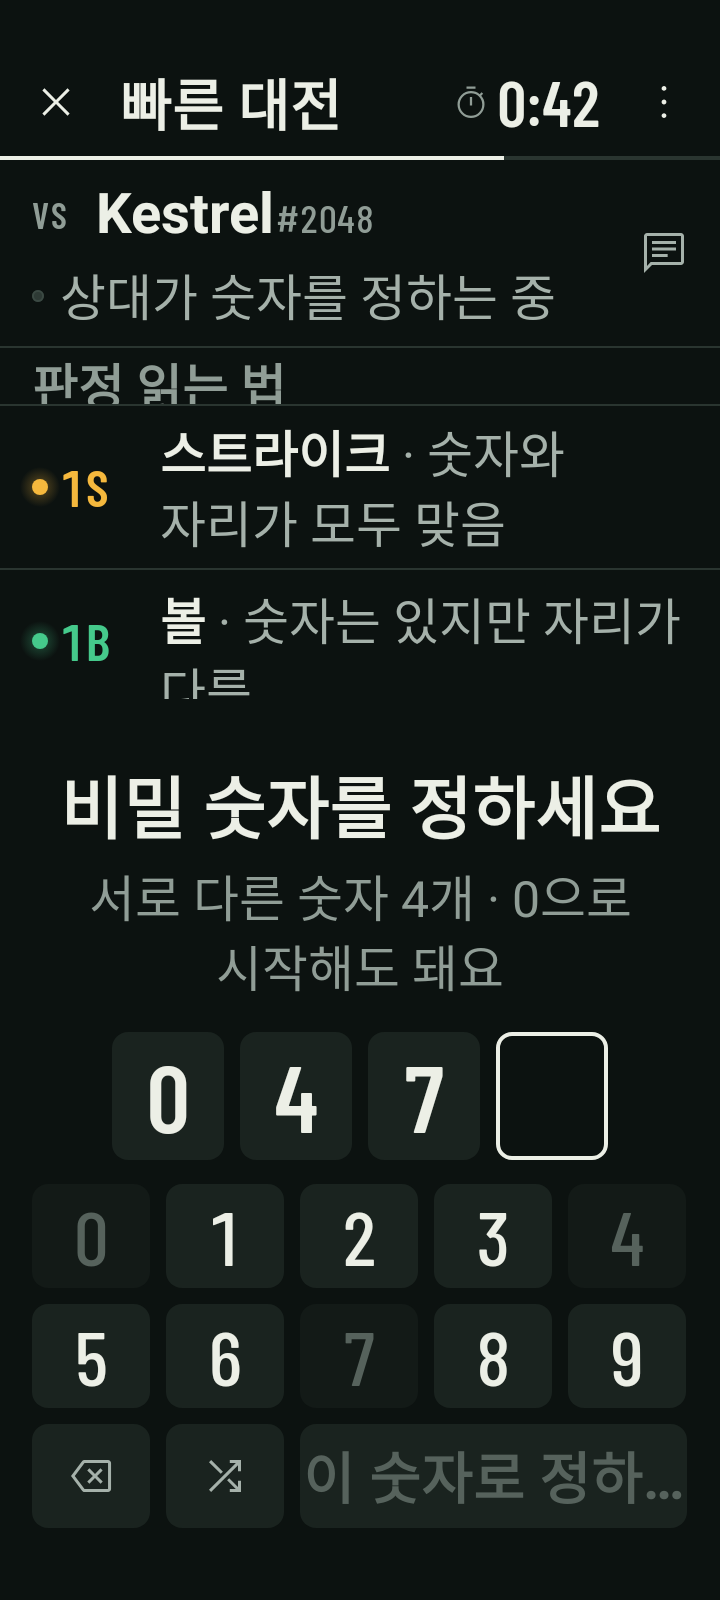 빠른 대전 0:42
VS Kestrel#2048
상대가 숫자를 정하는 중
판정 읽는 법
1S 스트라이크 · 숫자와
자리가 모두 맞음
1B 볼 · 숫자는 있지만 자리가
다름
비밀 숫자를 정하세요
서로 다른 숫자 4개 · 0으로
시작해도 돼요
0 4 7
0 1 2 3 4
5 6 7 8 9
이 숫자로 정하…